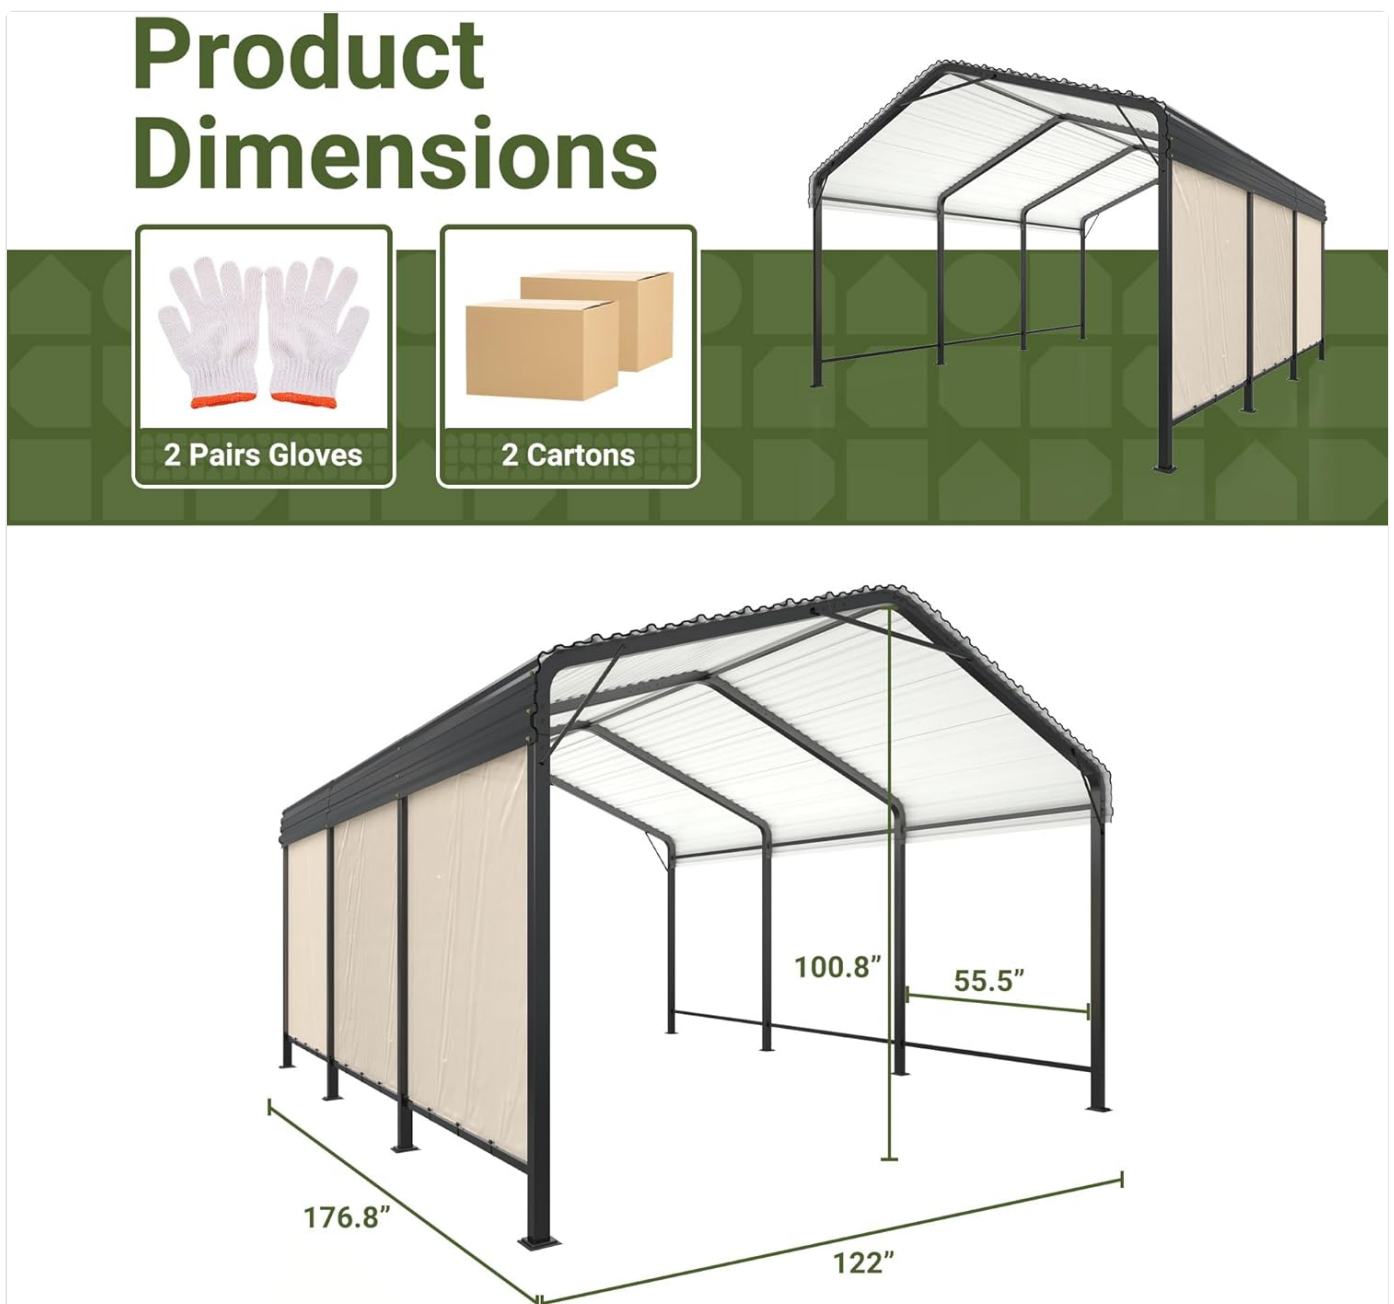 Product
Dimensions
2 Pairs Gloves
2 Cartons
100.8”
55.5”
176.8”
122”